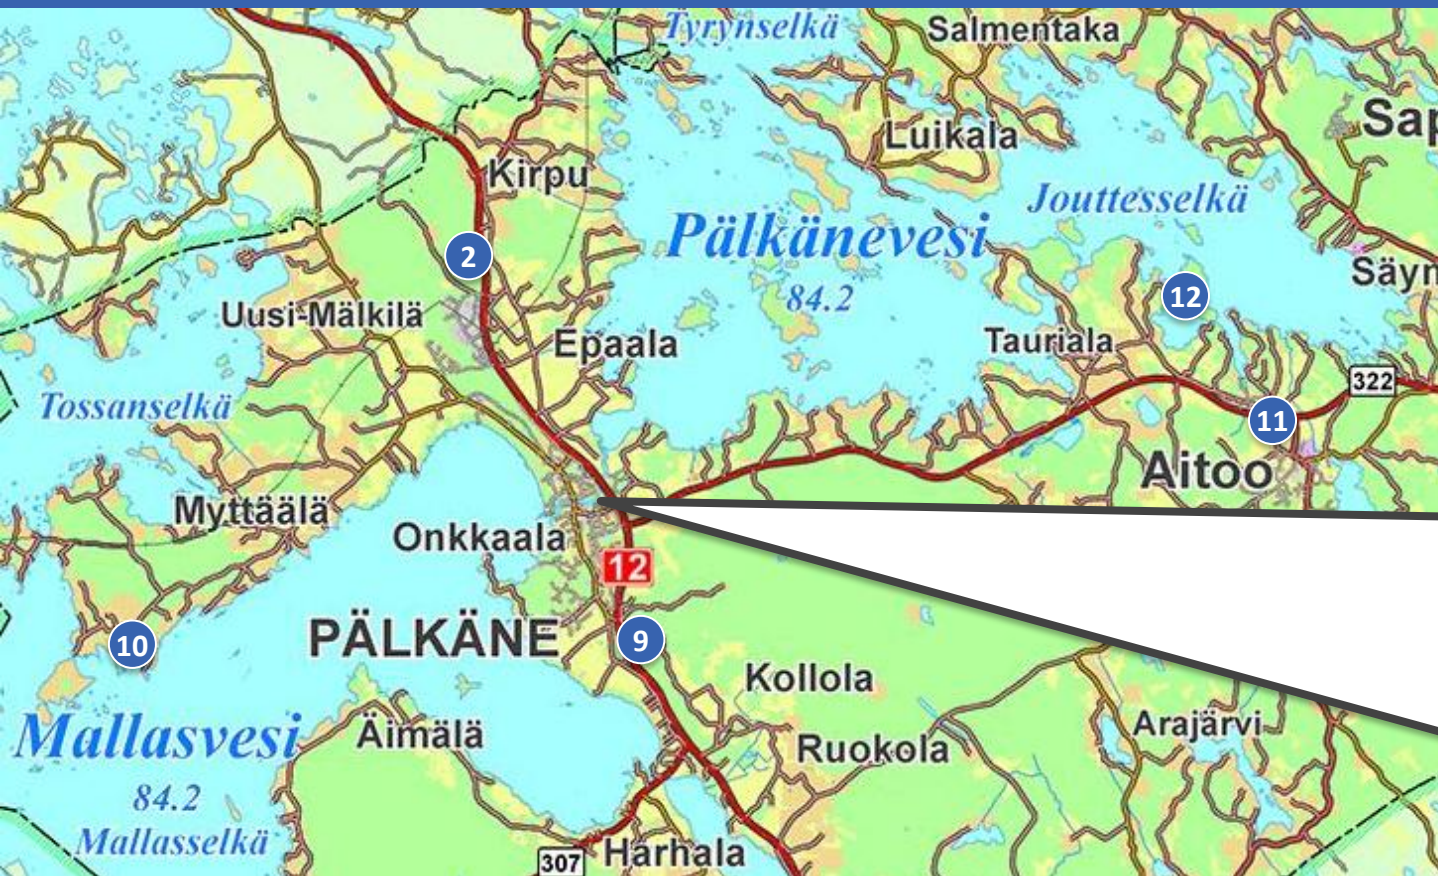 Tyrynselkä
Salmentaka
Sap
Luikala
Kirpu
Jouttesselkä
Pälkänevesi
84.2
2
Säyn
12
Uusi-Mälkilä
Epaala
Tauriala
322
Tossanselkä
11
Aitoo
Myttäälä
Onkkaala
12
PÄLKÄNE
10
9
Kollola
Mallasvesi
Äimälä
Arajärvi
Ruokola
84.2
Mallasselkä
Harhala
307